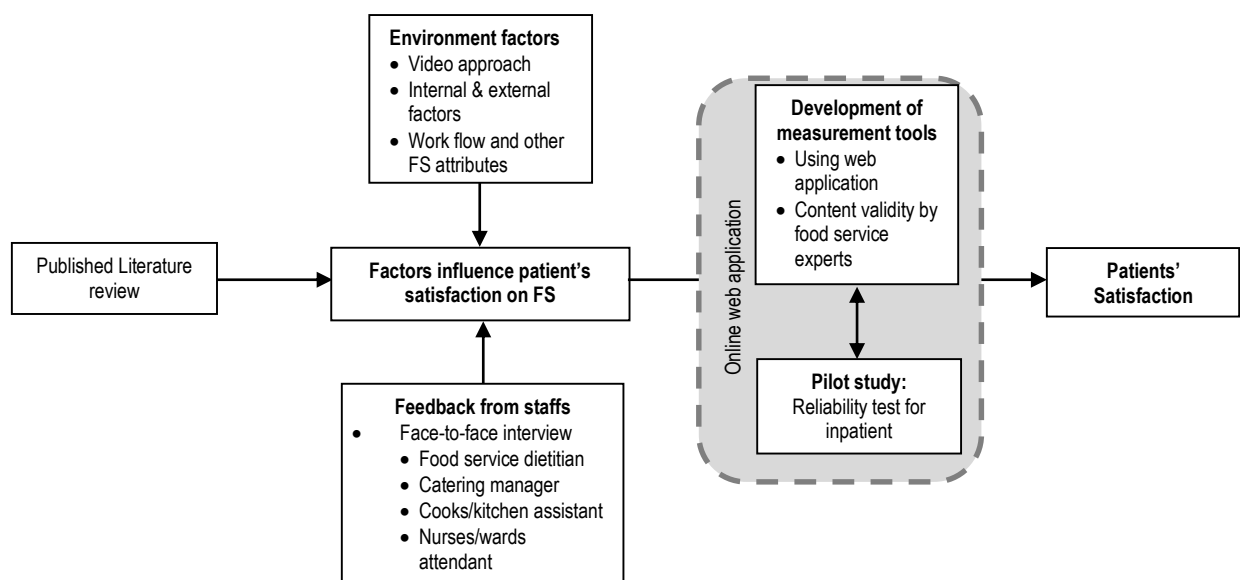 Environment factors
• Video approach
• Internal & external
factors
• Work flow and other
FS attributes
Published Literature
review
Factors influence patient's
satisfaction on FS
Feedback from staffs
• Face-to-face interview
• Food service dietitian
• Catering manager
• Cooks/kitchen assistant
• Nurses/wards
attendant
Online web application
Development of
measurement tools
• Using web
application
• Content validity by
food service
experts
Pilot study:
Reliability test for
inpatient
Patients'
Satisfaction